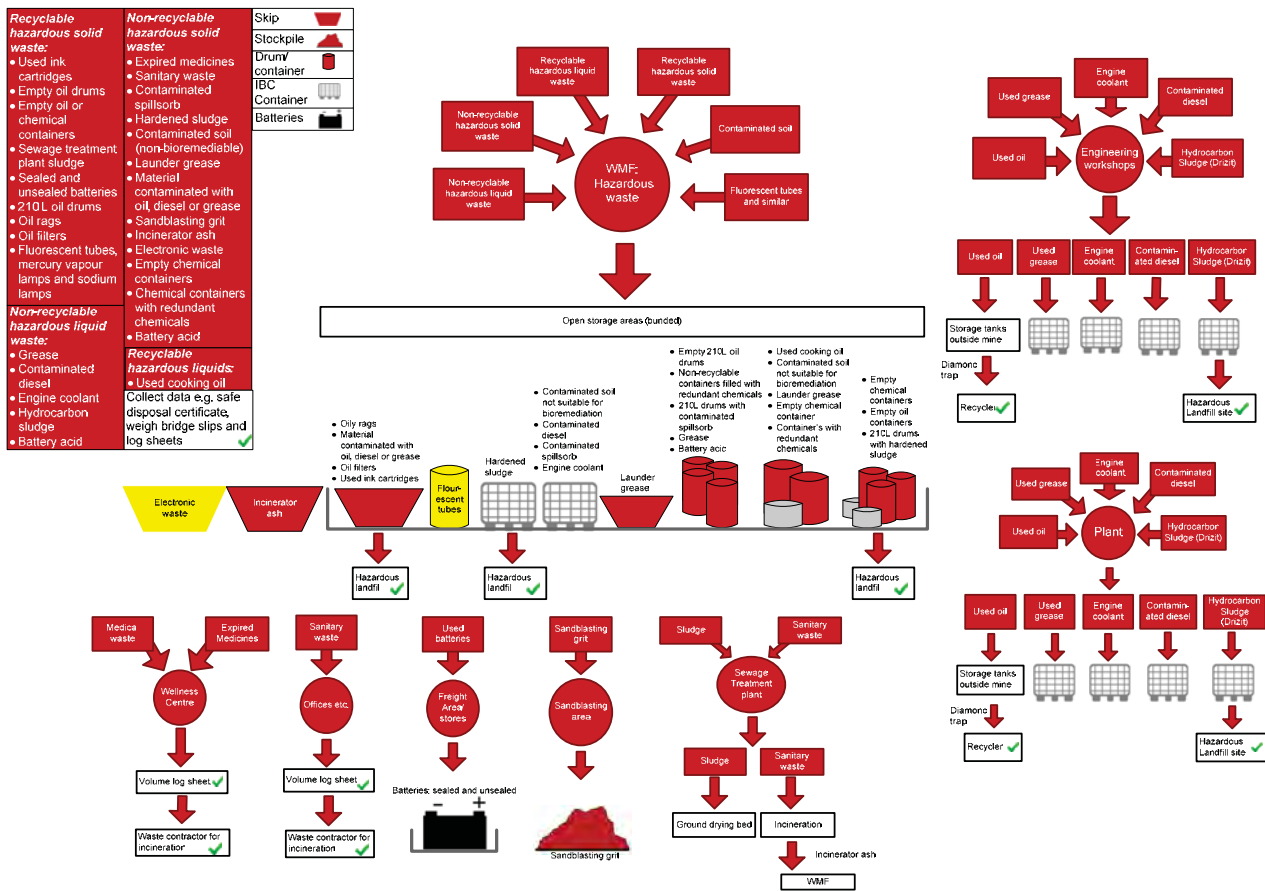 Recyclable
hazardous solid
waste:
• Used ink
cartridges
• Empty oil drums
• Empty oil or
chemical
containers
• Sewage treatment
plant sludge
• Sealed and
unsealed batteries
• 210L oil drums
• Oil rags
• Oil filters
• Fluorescent tubes,
mercury vapour
lamps and sodium
lamps
Non-recyclable
hazardous liquid
waste:
• Grease
• Contaminated
diesel
• Engine coolant
• Hydrocarbon
sludge
• Battery acid
Non-recyclable
hazardous solid
waste:
• Expired medicines
• Sanitary waste
• Contaminated
spillsorb
• Hardened sludge
• Contaminated soil
(non-bioremediable)
• Launder grease
• Material
contaminated with
oil, diesel or grease
• Sandblasting grit
• Incinerator ash
• Electronic waste
• Empty chemical
containers
• Chemical containers
with redundant
chemicals
• Battery acid
Recyclable
hazardous liquids:
• Used cooking oil
Collect data e.g. safe
disposal certificate,
weigh bridge slips and
log sheets
Skip
Stockpile
Drum/
container
IBC
Container
Batteries
Recyclable
hazardous liquid
waste
Recyclable
hazardous solid
waste
Non-recyclable
hazardous solid
waste
Contaminated soil
Non-recyclable
hazardous liquid
waste
Fluorescent tubes
and similar
WMF:
Hazardous
waste
Open storage areas (bunded)
Electronic
waste
Incinerator
ash
• Oily rags
• Material
contaminated with
oil, diesel or grease
• Oil filters
• Used ink cartridges
Flour-
escent
tubes
Hardened
sludge
• Contaminated soil
not suitable for
bioremediation
• Contaminated
diesel
• Contaminated
spillsorb
• Engine coolant
Launder
grease
• Empty 210L oil
drums
• Non-recyclable
containers filled with
redundant chemicals
• 210L drums with
contaminated
spillsorb
• Grease
• Battery acid
• Used cooking oil
• Contaminated soil
not suitable for
bioremediation
• Launder grease
• Empty chemical
container
• Container's with
redundant
chemicals
• Empty
chemical
containers
• Empty oil
containers
• 210L drums
with hardened
sludge
Hazardous
landfil
Hazardous
landfil
Hazardous
landfil
Engine
coolant
Used grease
Contaminated
diesel
Used oil
Engineering
workshops
Hydrocarbon
Sludge (Drizit)
Used oil
Used
grease
Engine
coolant
Contamin-
ated diesel
Hydrocarbon
Sludge (Drizit)
Storage tanks
outside mine
Diamonc
trap
Recycler
Hazardous
Landfill site
Engine
coolant
Used grease
Contaminated
diesel
Used oil
Plant
Hydrocarbon
Sludge (Drizit)
Used oil
Used
grease
Engine
coolant
Contamin-
ated diesel
Hydrocarbon
Sludge
(Drizit)
Storage tanks
outside mine
Diamonc
trap
Recycler
Hazardous
Landfill site
Medica
waste
Expired
Medicines
Wellness
Centre
Volume log sheet
Waste contractor for
incineration
Sanitary
waste
Offices etc.
Volume log sheet
Waste contractor for
incineration
Used
batteries
Freight
Area/
stores
Batteries: sealed and unsealed
Sandblasting
grit
Sandblasting
area
Sandblasting grit
Sludge
Sanitary
waste
Sewage
Treatment
plant
Sludge
Sanitary
waste
Ground drying bed
Incineration
Incinerator ash
WMF